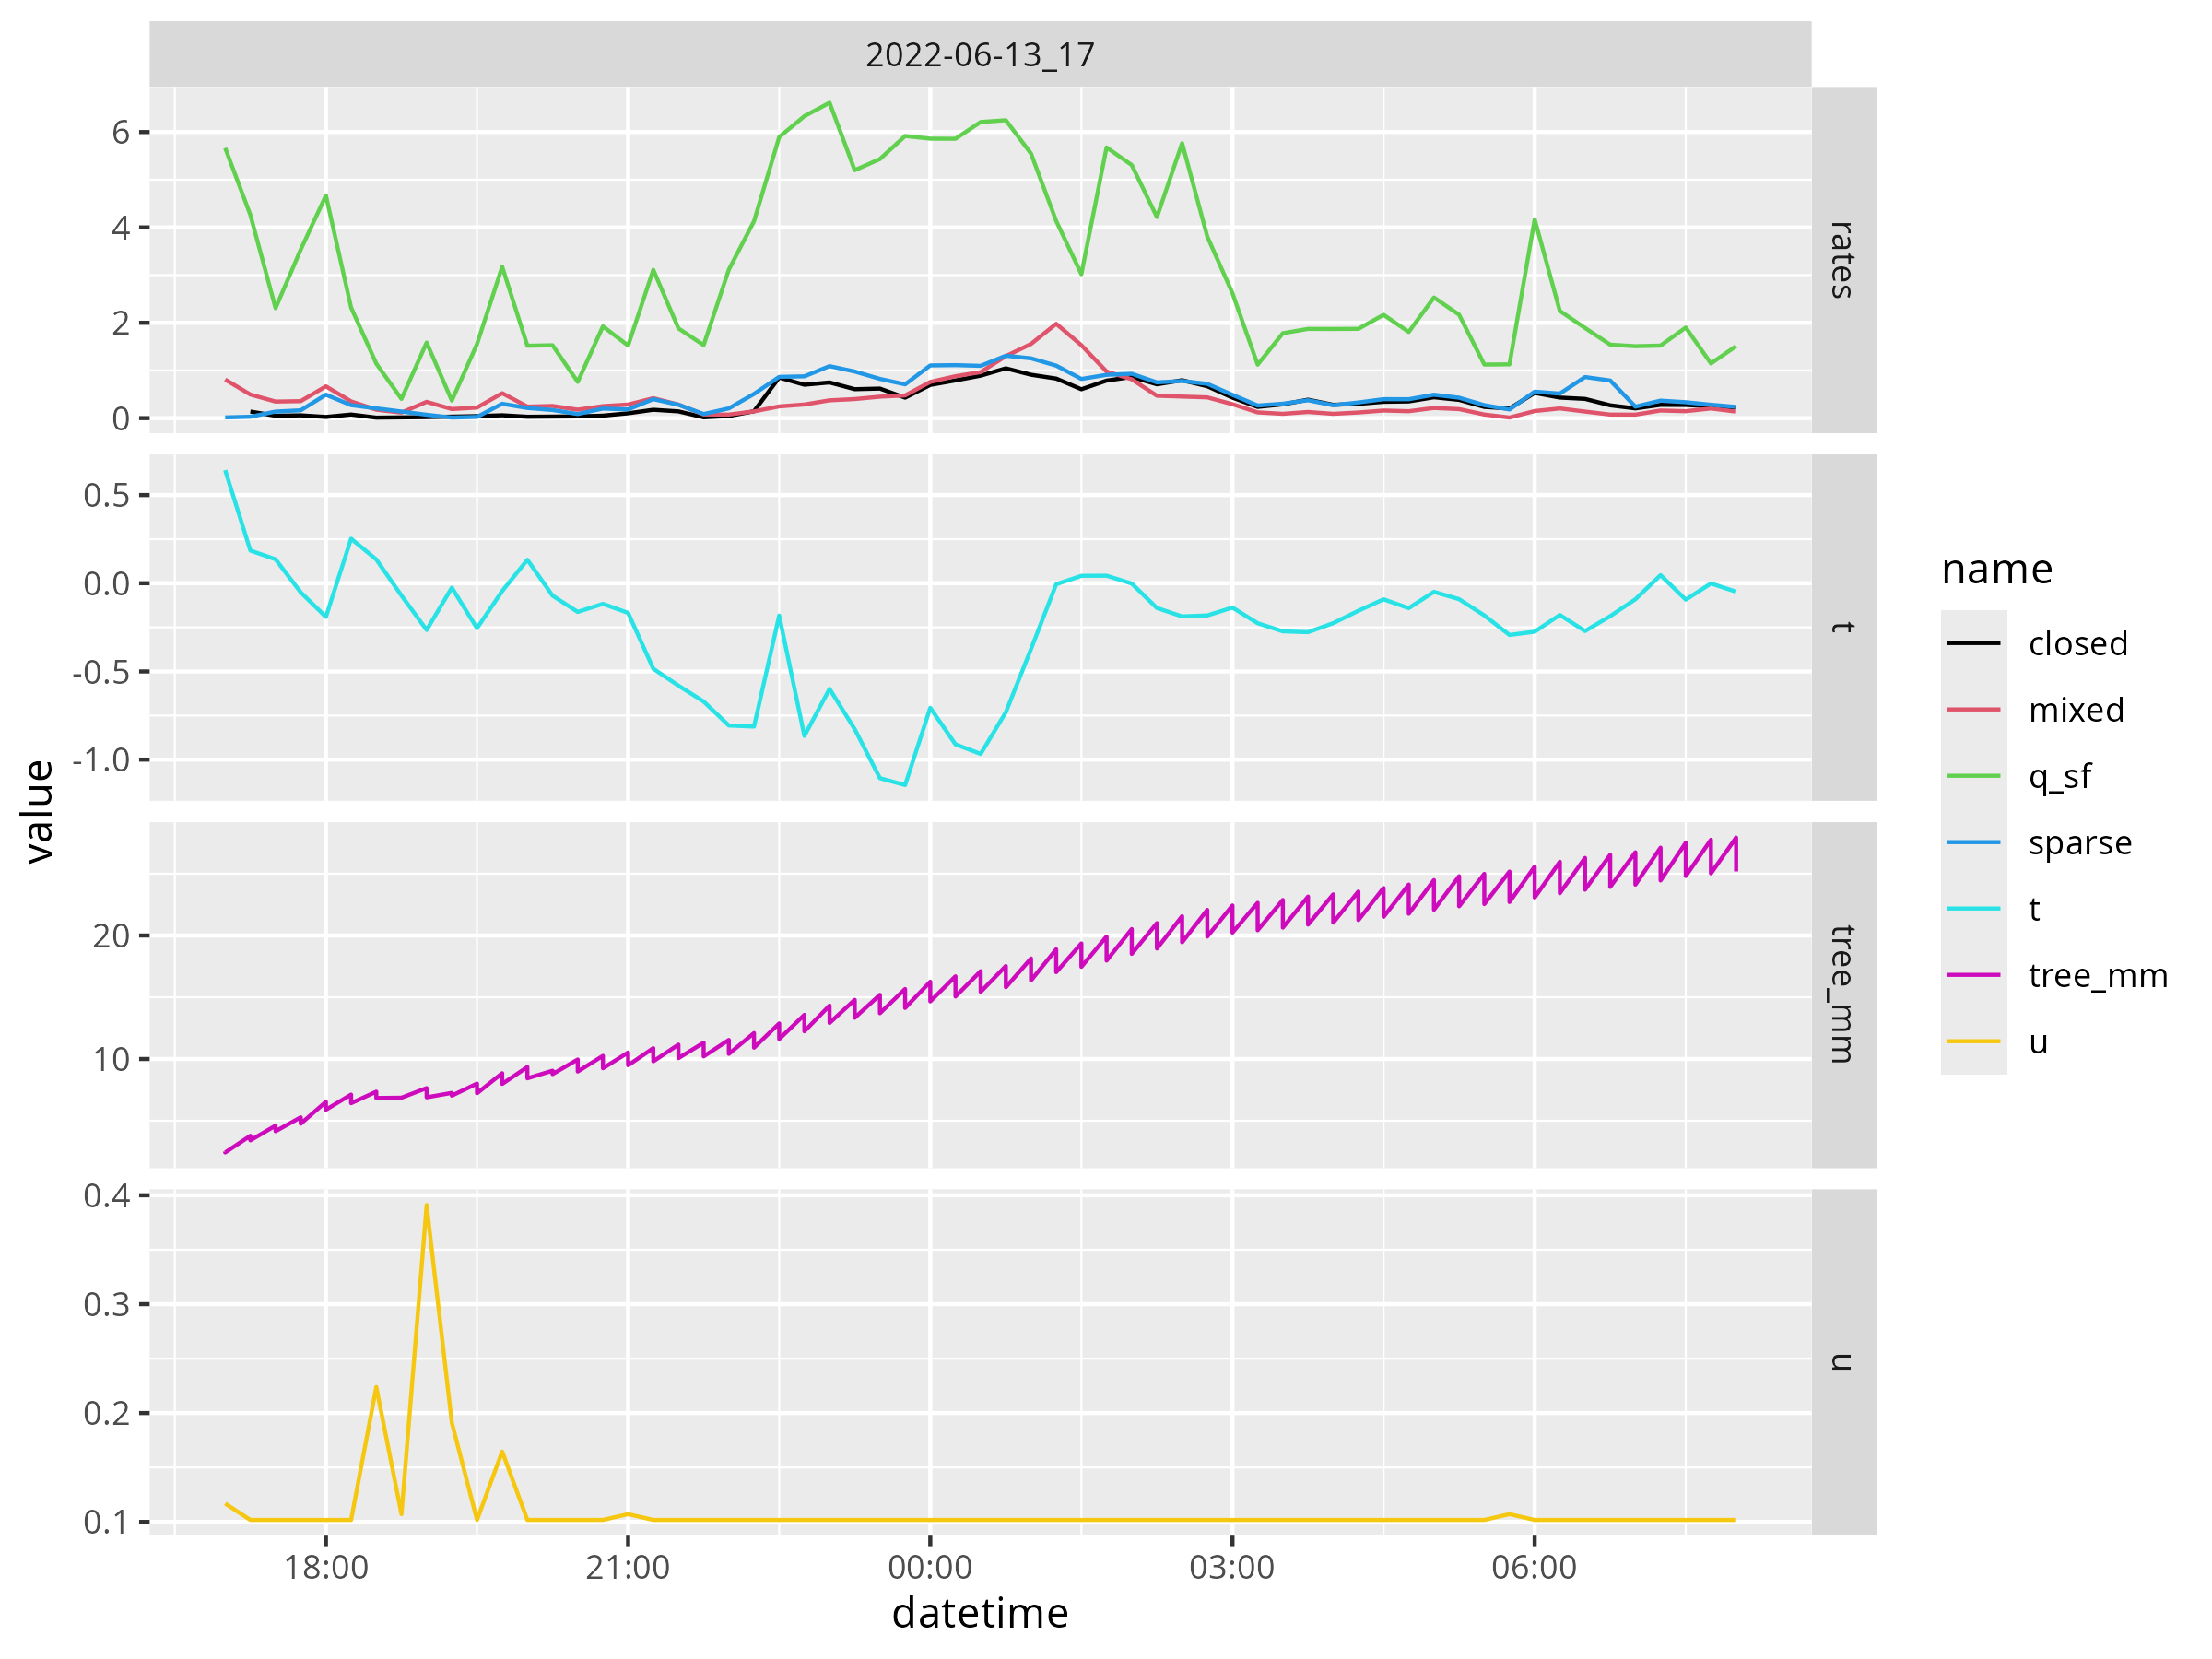 2022-06-13_17
rates
6
4
2
0
t
0.5
0.0
-0.5
-1.0
tree_mm
20
10
u
0.4
0.3
0.2
0.1
value
18:00 21:00 00:00 03:00 06:00
datetime
name
closed
mixed
q_sf
sparse
t
tree_mm
u